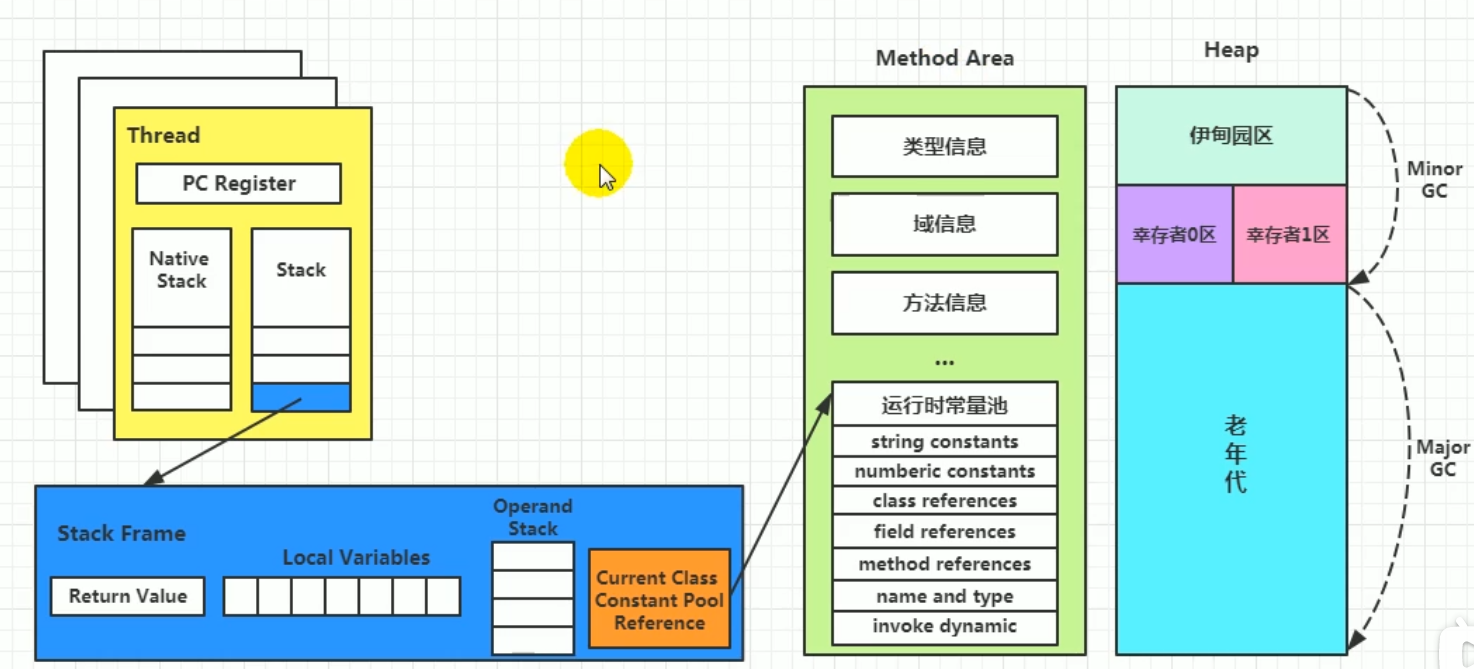 Thread
PC Register
Native
Stack
Stack
Stack Frame
Return Value
Local Variables
Operand
Stack
Current Class
Constant Pool
Reference
Method Area
类型信息
域信息
方法信息
...
运行时常量池
string constants
numberic constants
class references
field references
method references
name and type
invoke dynamic
Heap
伊甸园区
幸存者0区
幸存者1区
老
年
代
Minor
GC
Major
GC